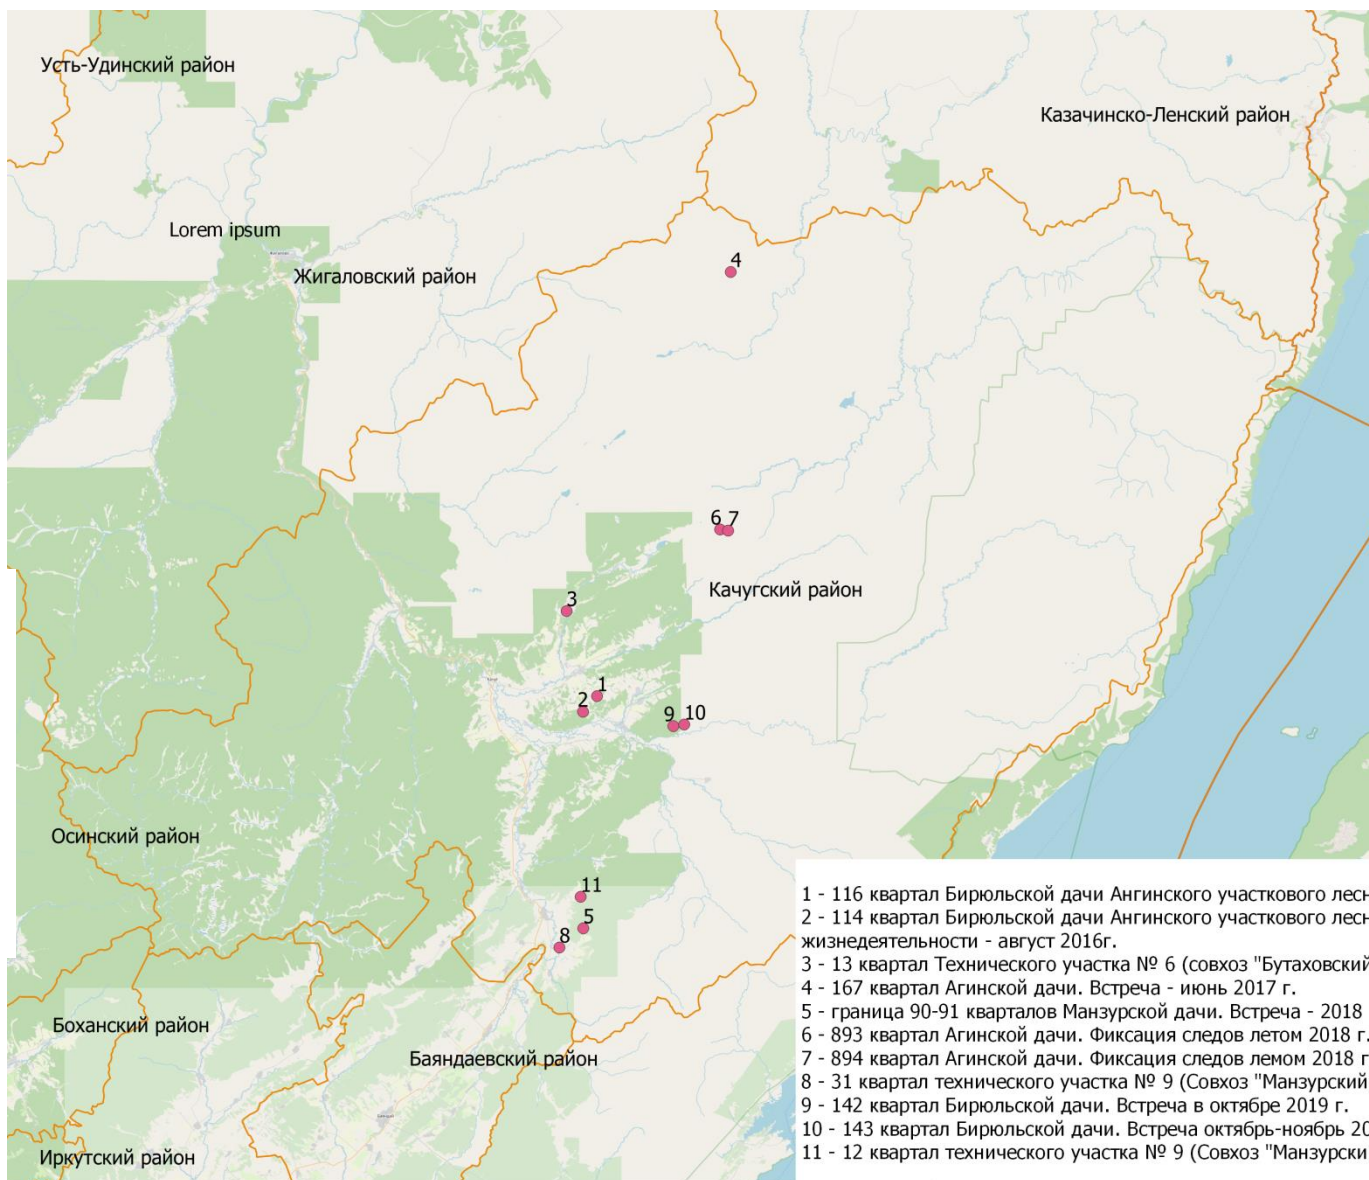 Усть-Удинский район
Казачинско-Ленский район
Lorem ipsum
Жигаловский район
4
6 7
Качугский район
3
1
2
9 10
Осинский район
11
5
8
Боханский район
Баяндаевский район
Иркутский район
1 - 116 квартал Бирюльской дачи Ангинского участкового лесн
2 - 114 квартал Бирюльской дачи Ангинского участкового лесн
жизнедеятельности - август 2016г.
3 - 13 квартал Технического участка № 6 (совхоз "Бутаховский
4 - 167 квартал Агинской дачи. Встреча - июнь 2017 г.
5 - граница 90-91 кварталов Манзурской дачи. Встреча - 2018
6 - 893 квартал Агинской дачи. Фиксация следов летом 2018 г.
7 - 894 квартал Агинской дачи. Фиксация следов лемом 2018 г
8 - 31 квартал технического участка № 9 (Совхоз "Манзурский
9 - 142 квартал Бирюльской дачи. Встреча в октябре 2019 г.
10 - 143 квартал Бирюльской дачи. Встреча октябрь-ноябрь 20
11 - 12 квартал технического участка № 9 (Совхоз "Манзурски